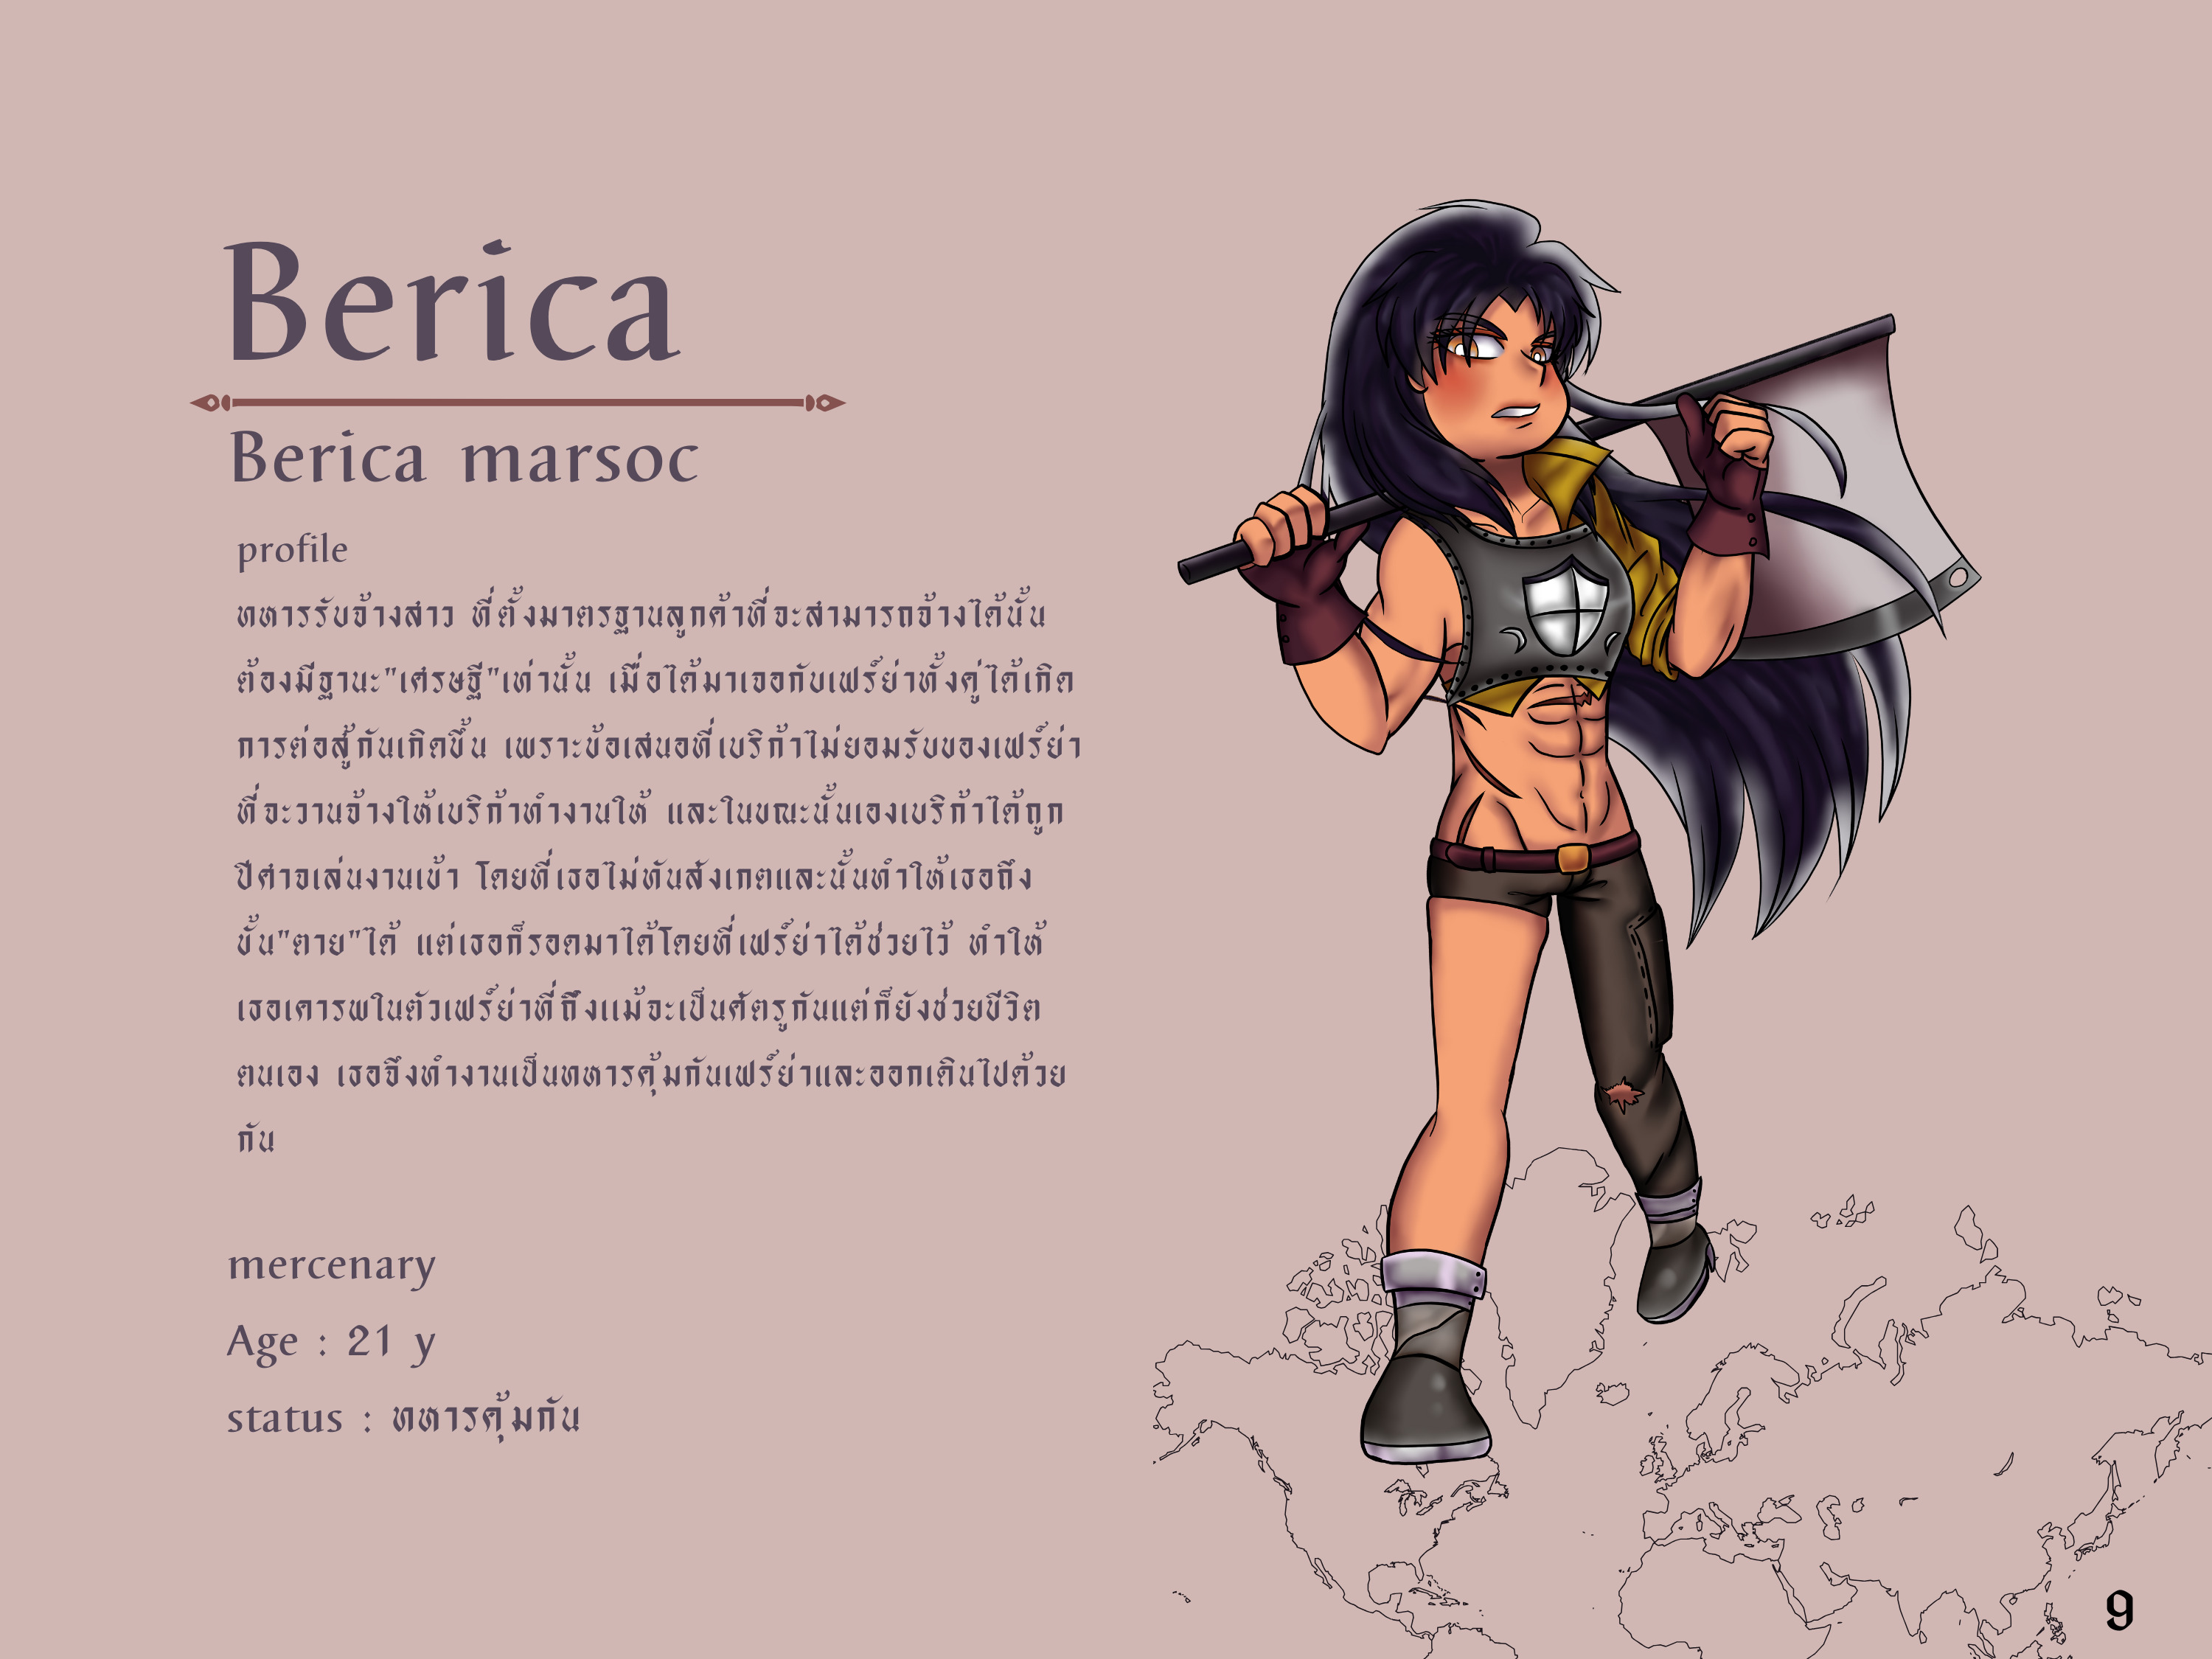 Berica
Berica marsoc
profile
ทหารรับจ้างสาว ที่ตั้งมาตรฐานลูกค้าที่จะสามารถจ้างได้นั้น
ต้องมีฐานะ"เศรษฐี"เท่านั้น เมื่อได้มาเจอกับเฟร์ย่าทั้งคู่ได้เกิด
การต่อสู้กันเกิดขึ้น เพราะข้อเสนอที่เบริก้าไม่ยอมรับของเฟร์ย่า
ที่จะวานจ้างให้เบริก้าทำงานให้ และในขณะนั้นเองเบริก้าได้ถูก
ปีศาจเล่นงานเข้า โดยที่เธอไม่ทันสังเกตและนั้นทำให้เธอถึง
ขั้น"ตาย"ได้ แต่เธอก็รอดมาได้โดยที่เฟร์ย่าได้ช่วยไว้ ทำให้
เธอเคารพในตัวเฟร์ย่าที่ถึงแม้จะเป็นศัตรูกันแต่ก็ยังช่วยชีวิต
ตนเอง เธอจึงทำงานเป็นทหารคุ้มกันเฟร์ย่าและออกเดินไปด้วย
กัน
mercenary
Age : 21 y
status : ทหารคุ้มกัน
9